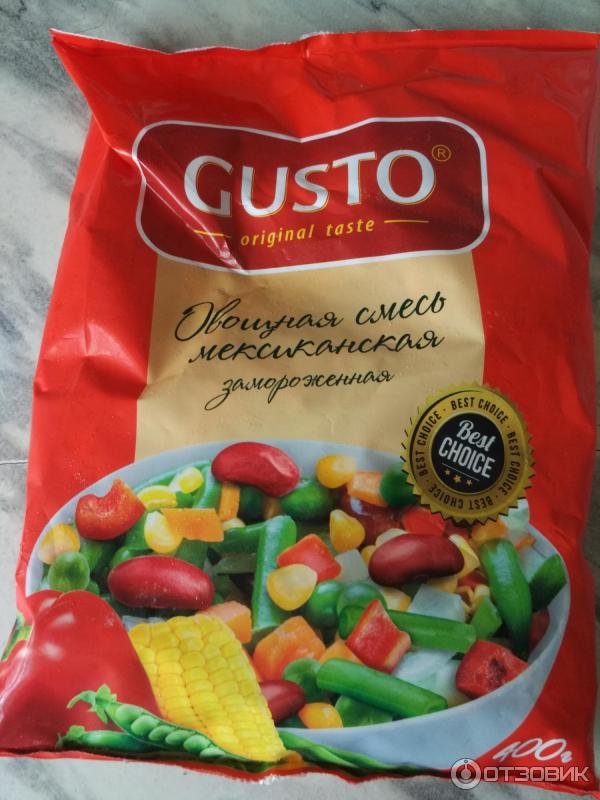 GUSTO®
original taste
Овощная смесь
мексиканская
замороженная
BEST CHOICE · BEST CHOICE · BEST CHOICE · BEST CHOICE ·
Best
CHOICE
400г
ОТЗОВИК